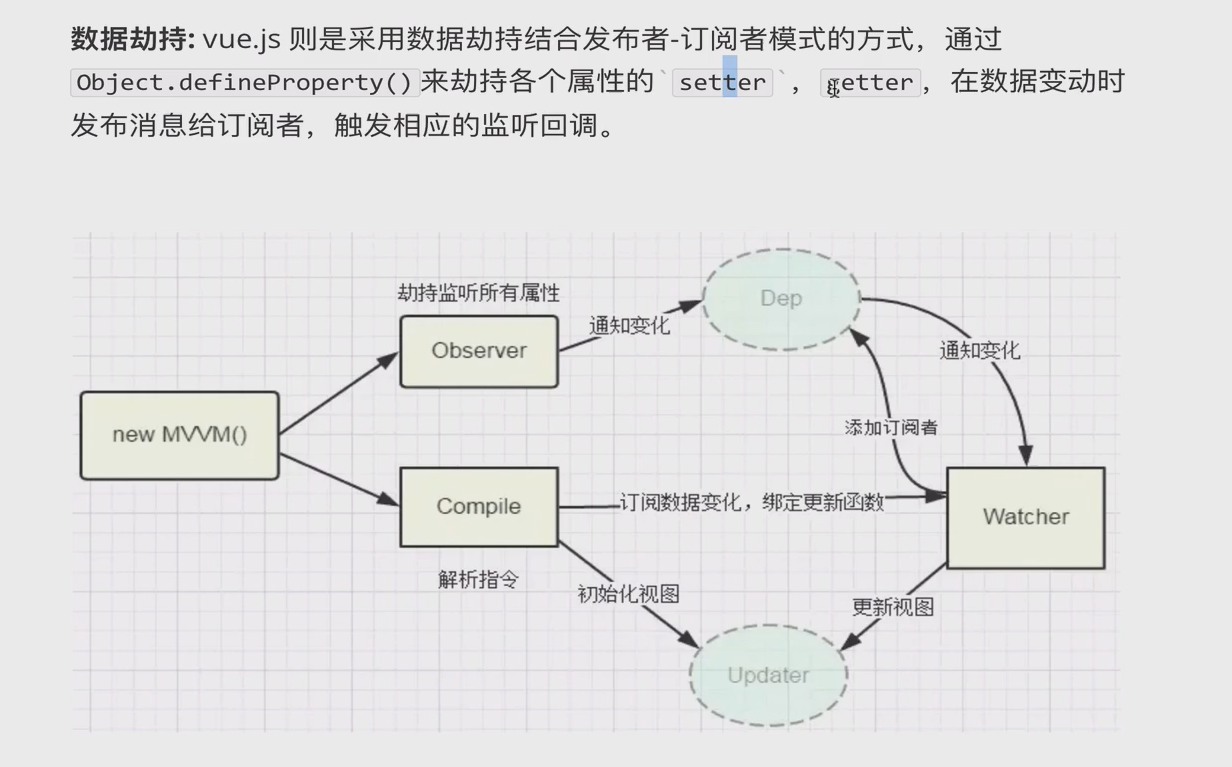 数据劫持: vue.js 则是采用数据劫持结合发布者-订阅者模式的方式，通过
Object.defineProperty()来劫持各个属性的`setter`，getter，在数据变动时
发布消息给订阅者，触发相应的监听回调。
劫持监听所有属性
Observer
通知变化
Dep
通知变化
new MVVM()
添加订阅者
Compile
订阅数据变化，绑定更新函数
Watcher
解析指令
初始化视图
更新视图
Updater